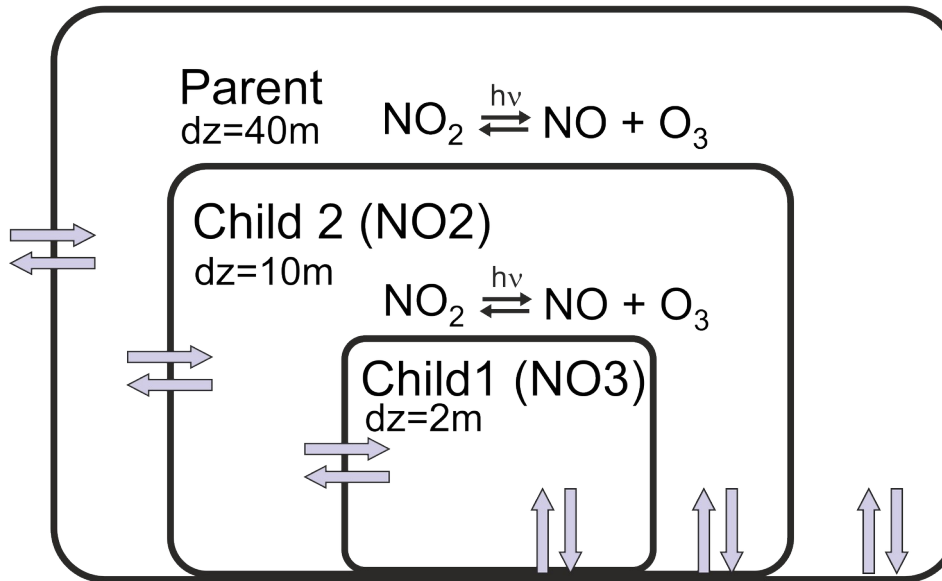 Parent
dz=40m
hν
NO₂ ⇌ NO + O₃
Child 2 (NO2)
dz=10m
hν
NO₂ ⇌ NO + O₃
Child1 (NO3)
dz=2m